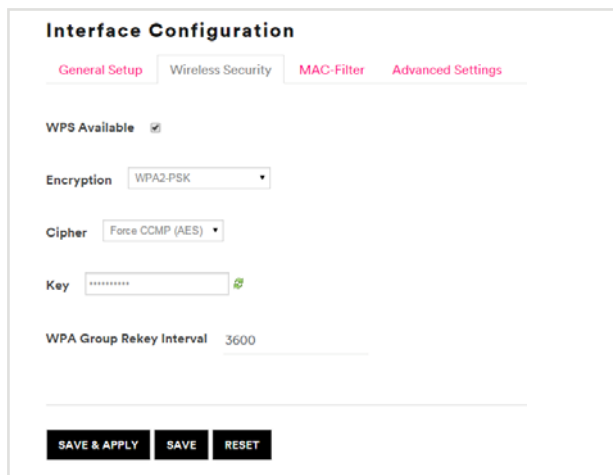 Interface Configuration
General Setup Wireless Security MAC-Filter Advanced Settings
WPS Available
Encryption WPA2-PSK
Cipher Force CCMP (AES)
Key **********
WPA Group Rekey Interval 3600
SAVE & APPLY SAVE RESET